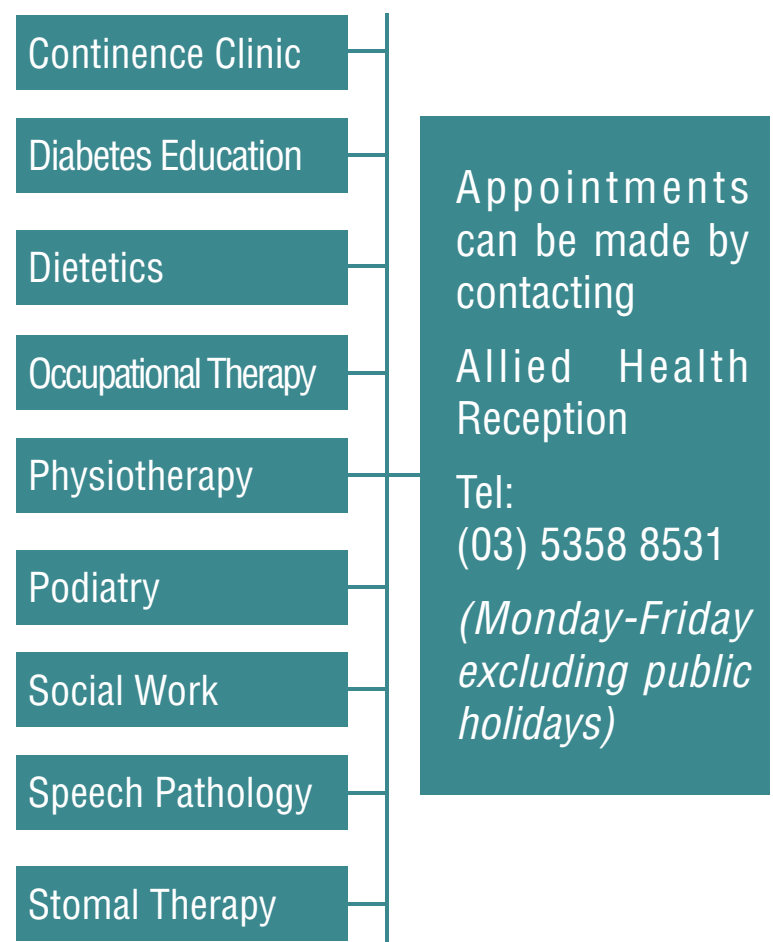 Continence Clinic
Diabetes Education
Dietetics
Occupational Therapy
Physiotherapy
Podiatry
Social Work
Speech Pathology
Stomal Therapy
Appointments
can be made by
contacting
Allied Health
Reception
Tel:
(03) 5358 8531
(Monday-Friday
excluding public
holidays)